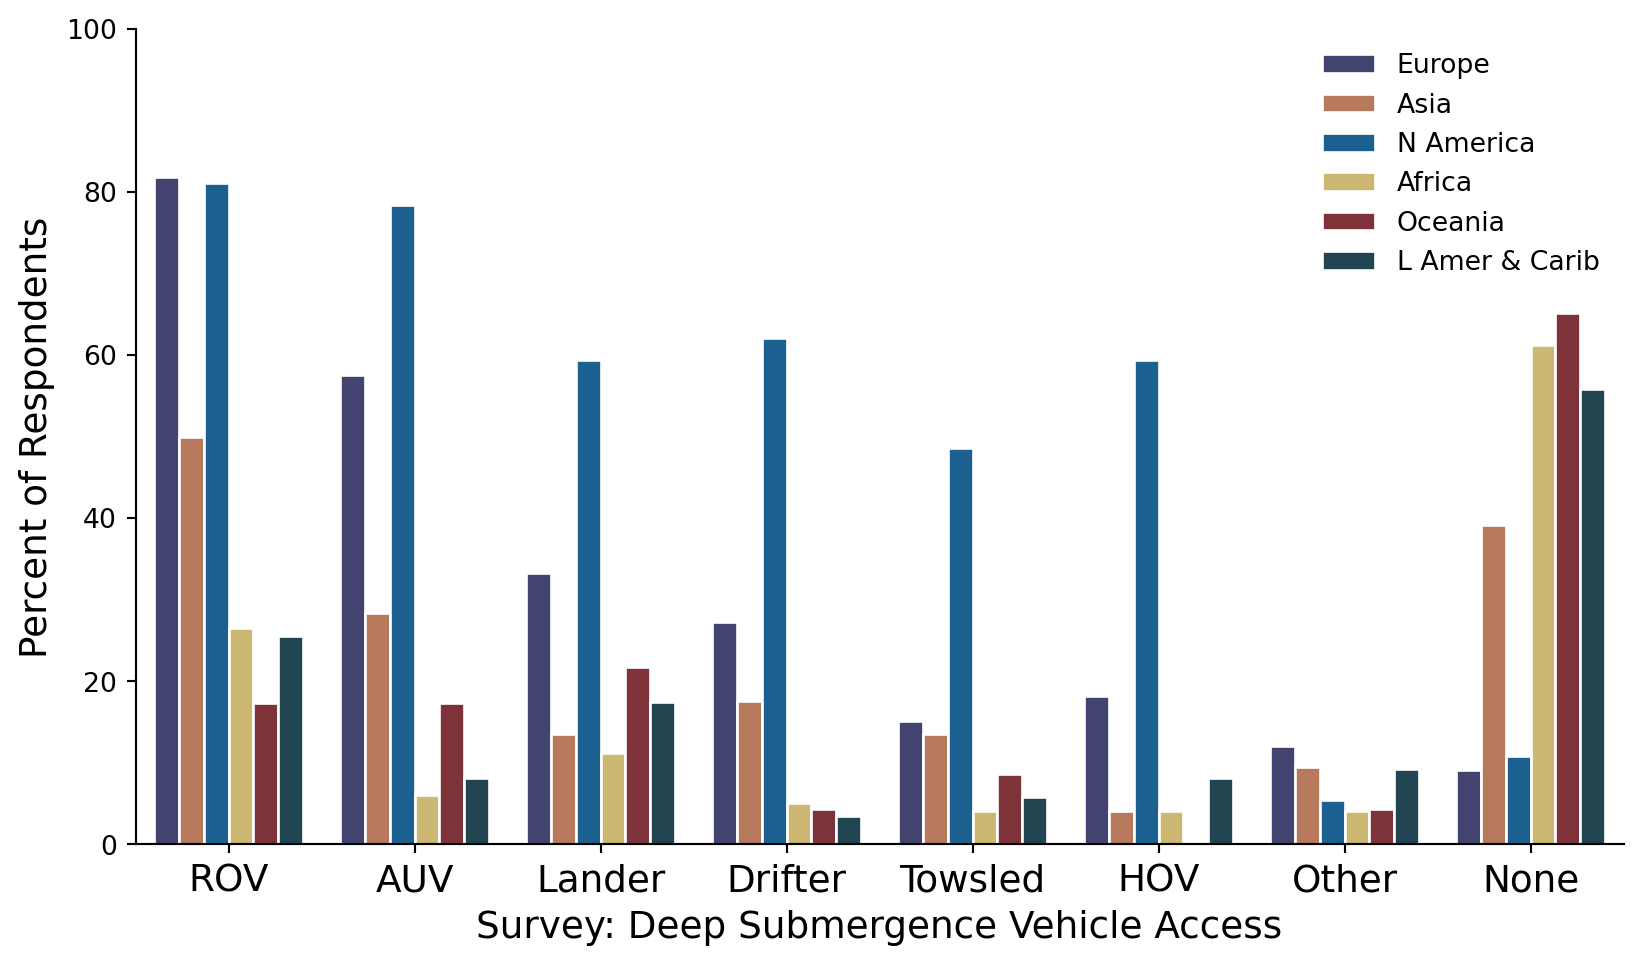 100
80
60
40
20
0
Percent of Respondents
Europe
Asia
N America
Africa
Oceania
L Amer & Carib
ROV AUV Lander Drifter Towsled HOV Other None
Survey: Deep Submergence Vehicle Access